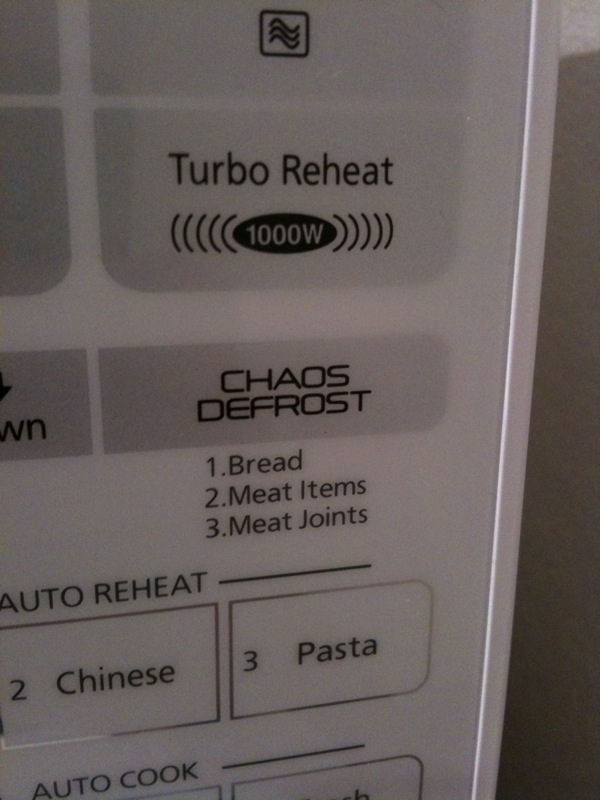 Turbo Reheat
(((((1000W)))))
CHAOS
DEFROST
wn
1.Bread
2.Meat Items
3.Meat Joints
AUTO REHEAT
2 Chinese
3 Pasta
AUTO COOK